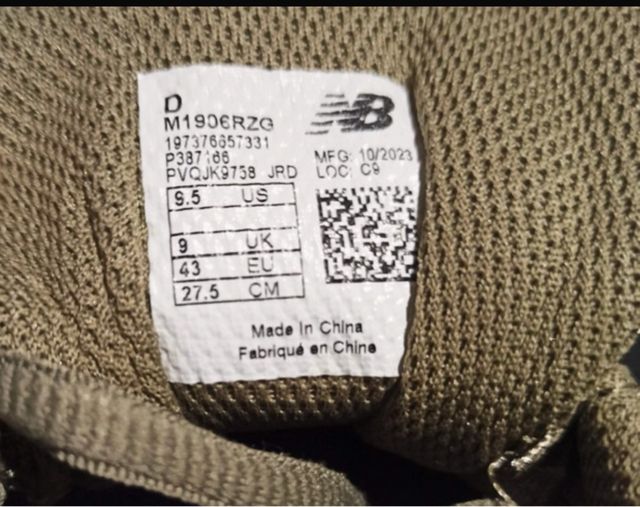 D
NB
M1906RZG
197376657331
P387166
MFG: 10/2023
PVQJK9758 JRD
LOC: C9
9.5 US
9 UK
43 EU
27.5 CM
Made in China
Fabriqué en Chine